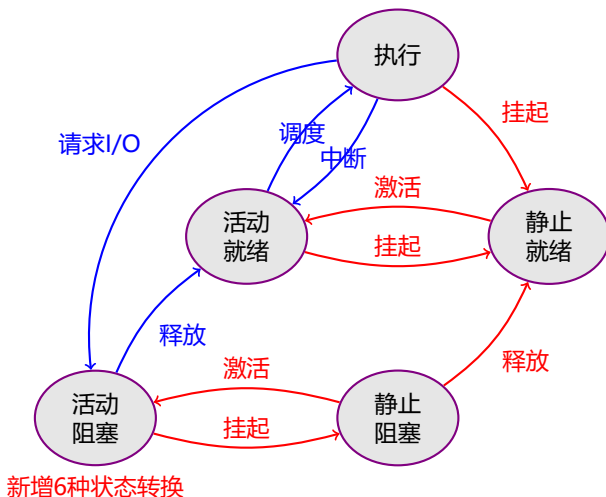 执行
请求I/O
调度
中断
挂起
激活
活动
就绪
挂起
静止
就绪
释放
释放
激活
活动
阻塞
挂起
静止
阻塞
新增6种状态转换